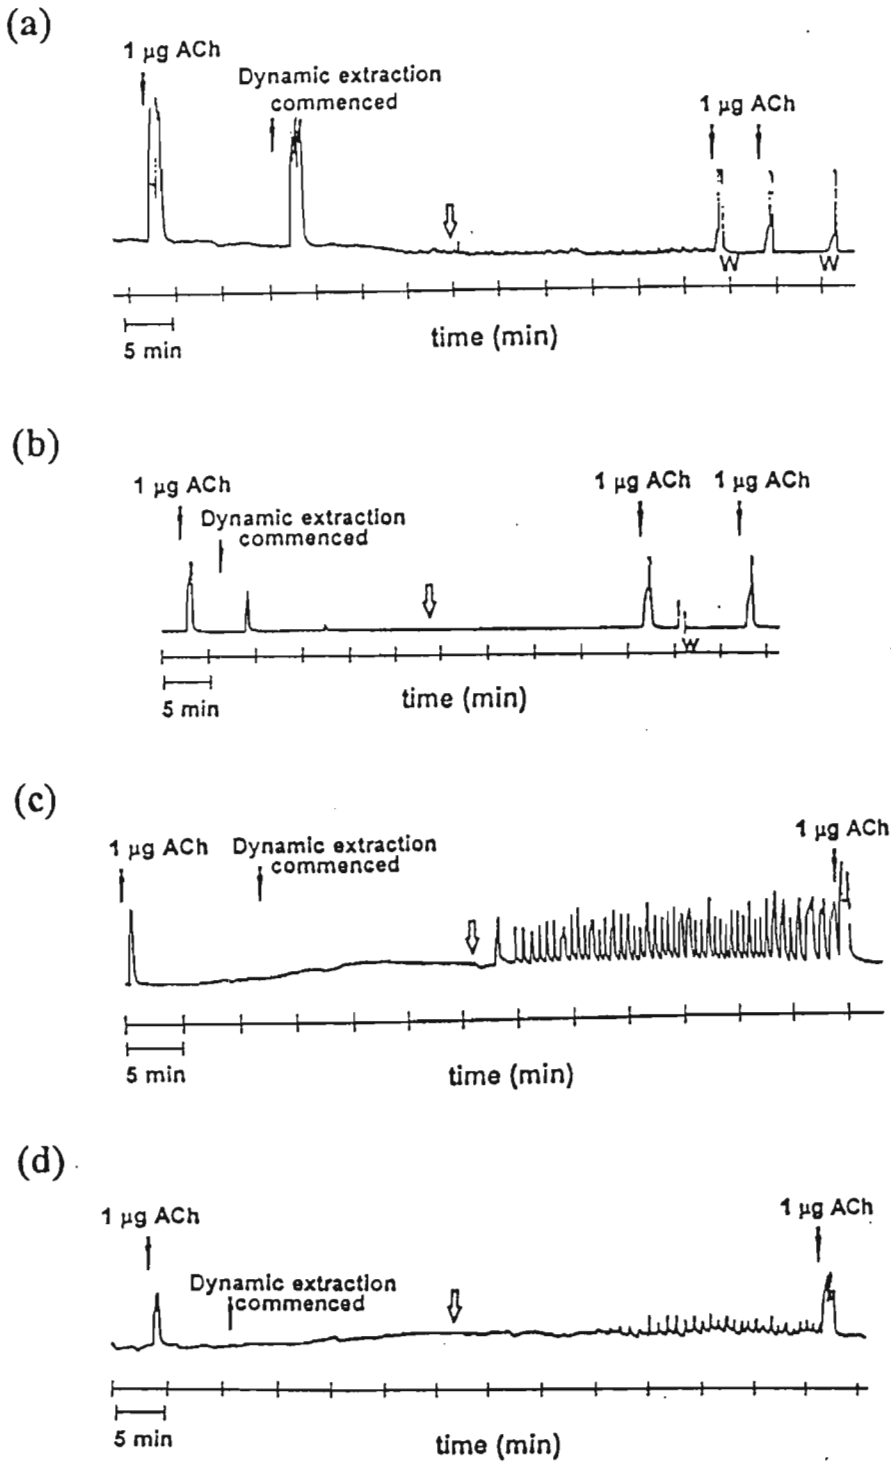 (a)
1 μg ACh
Dynamic extraction
commenced
1 μg ACh
W
W
5 min
time (min)
(b)
1 μg ACh
Dynamic extraction
commenced
1 μg ACh
1 μg ACh
W
5 min
time (min)
(c)
1 μg ACh
Dynamic extraction
commenced
1 μg ACh
5 min
time (min)
(d)
1 μg ACh
Dynamic extraction
commenced
1 μg ACh
5 min
time (min)